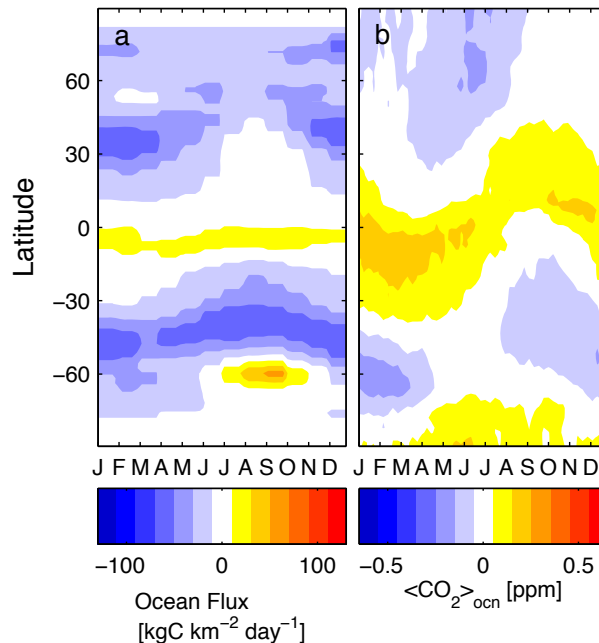 a
b
Latitude
60
30
0
−30
−60
J F M A M J J A S O N D
J F M A M J J A S O N D
−100 0 100
−0.5 0 0.5
Ocean Flux
[kgC km⁻² day⁻¹]
<CO₂>ocn [ppm]